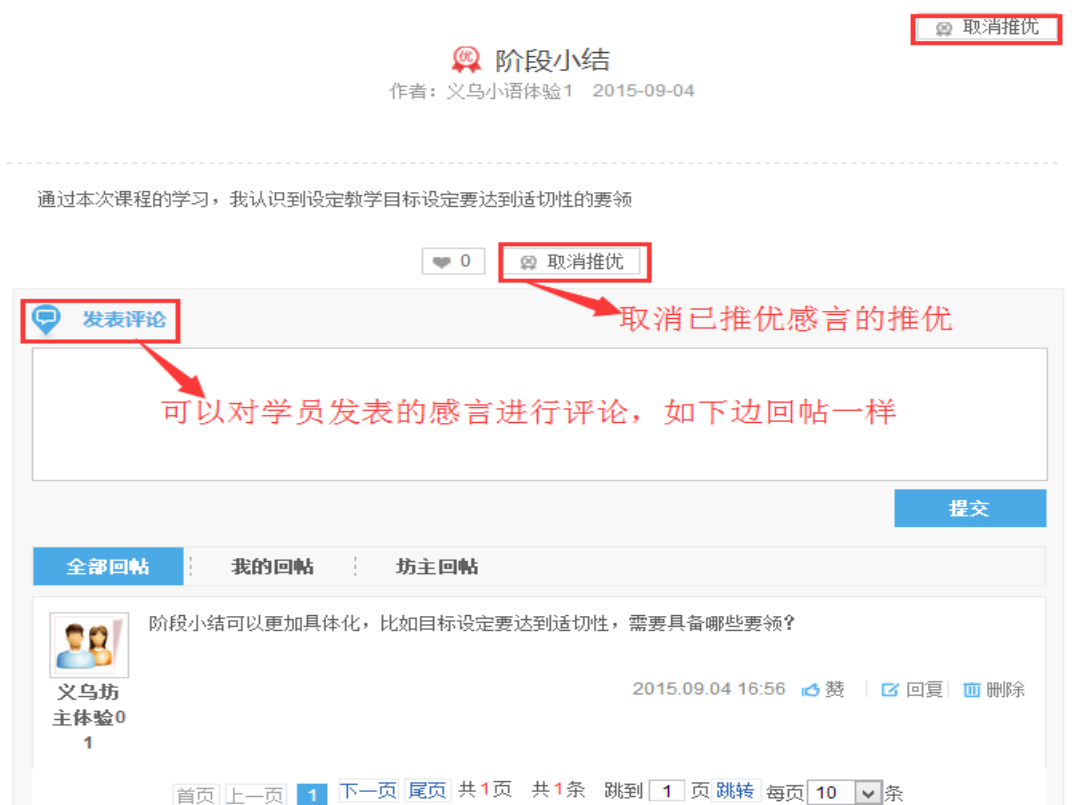 取消推优
优 阶段小结
作者：义乌小语体验1 2015-09-04
通过本次课程的学习，我认识到设定教学目标设定要达到适切性的要领
0 取消推优
发表评论
取消已推优感言的推优
可以对学员发表的感言进行评论，如下边回帖一样
提交
全部回帖 我的回帖 坊主回帖
阶段小结可以更加具体化，比如目标设定要达到适切性，需要具备哪些要领？
义乌坊
主体验0
1
2015.09.04 16:56 赞 回复 删除
首页 上一页 1 下一页 尾页 共1页 共1条 跳到 1 页 跳转 每页 10 条